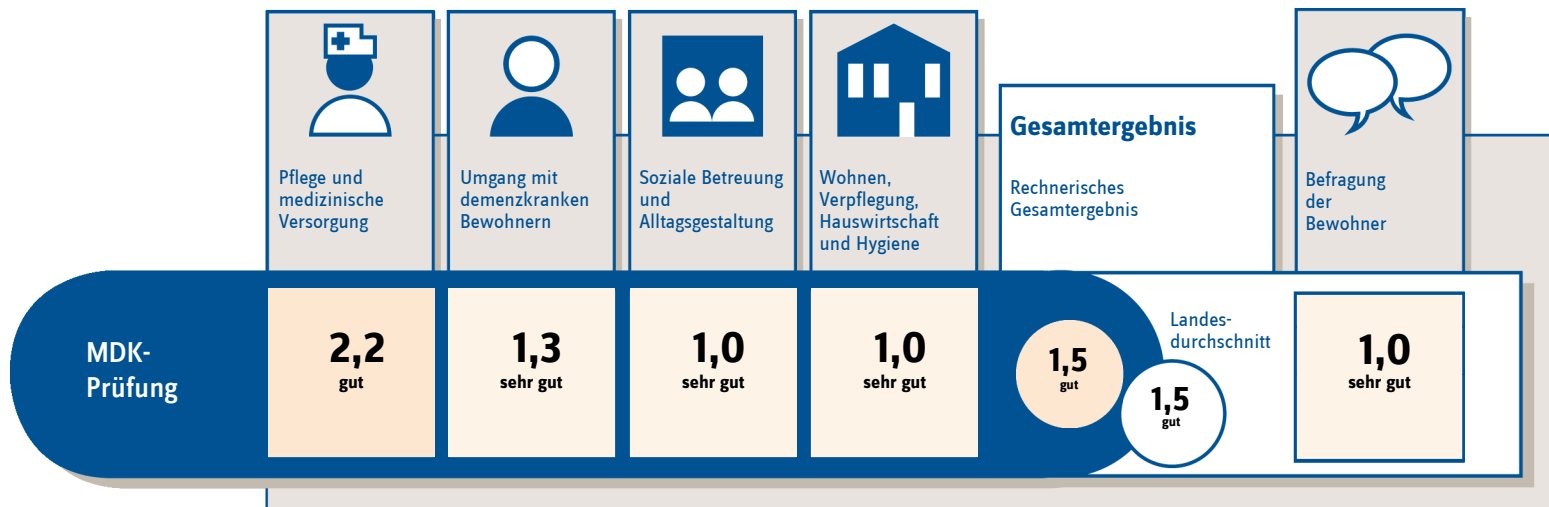 Pflege und
medizinische
Versorgung
Umgang mit
demenzkranken
Bewohnern
Soziale Betreuung
und
Alltagsgestaltung
Wohnen,
Verpflegung,
Hauswirtschaft
und Hygiene
Gesamtergebnis
Rechnerisches
Gesamtergebnis
Befragung
der
Bewohner
MDK-
Prüfung
2,2
gut
1,3
sehr gut
1,0
sehr gut
1,0
sehr gut
1,5
gut
Landes-
durchschnitt
1,5
gut
1,0
sehr gut